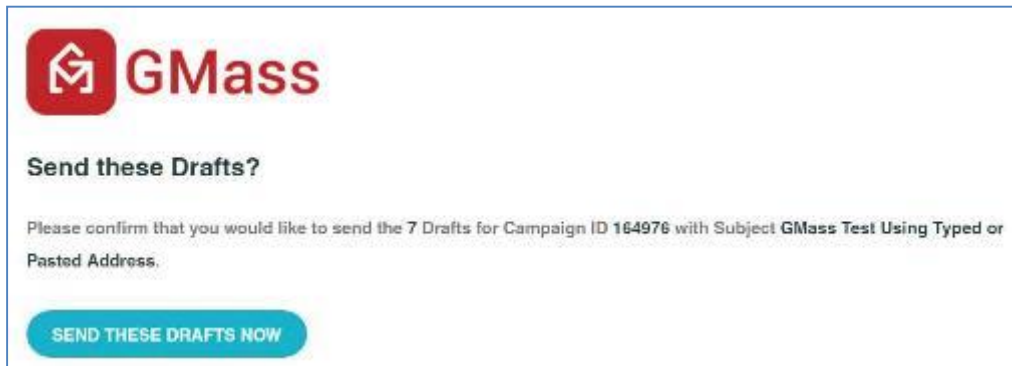 GMass
Send these Drafts?
Please confirm that you would like to send the 7 Drafts for Campaign ID 164976 with Subject GMass Test Using Typed or
Pasted Address.
SEND THESE DRAFTS NOW